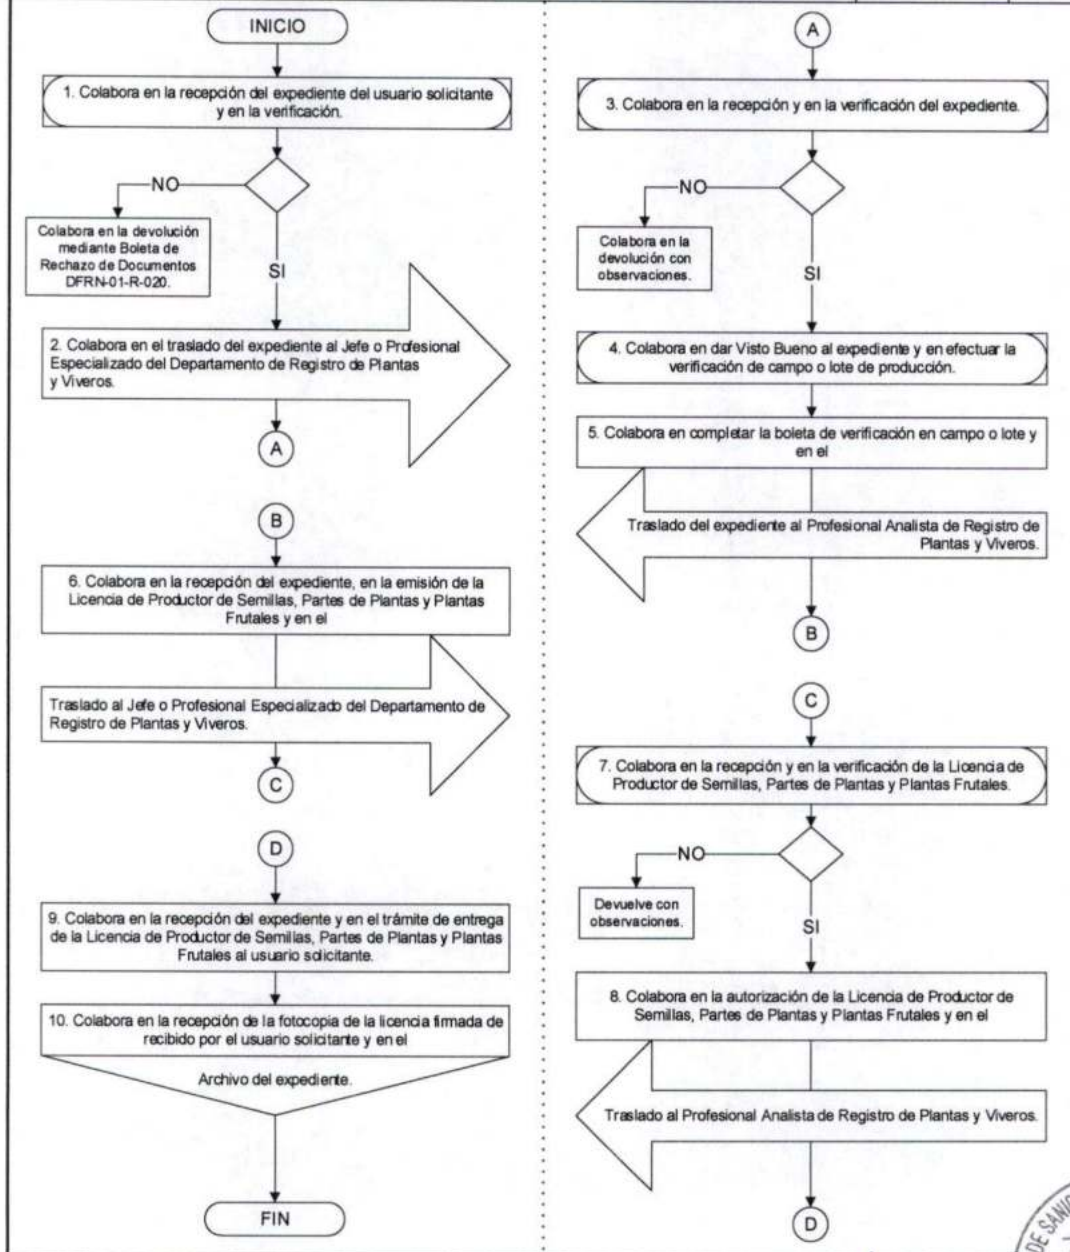 INICIO
1. Colabora en la recepción del expediente del usuario solicitante
y en la verificación.
NO
Colabora en la devolución
mediante Boleta de
Rechazo de Documentos
DFRN-01-R-020.
SI
2. Colabora en el traslado del expediente al Jefe o Profesional
Especializado del Departamento de Registro de Plantas
y Viveros.
A
B
6. Colabora en la recepción del expediente, en la emisión de la
Licencia de Productor de Semillas, Partes de Plantas y Plantas
Frutales y en el
Traslado al Jefe o Profesional Especializado del Departamento de
Registro de Plantas y Viveros.
C
D
9. Colabora en la recepción del expediente y en el trámite de entrega
de la Licencia de Productor de Semillas, Partes de Plantas y Plantas
Frutales al usuario solicitante.
10. Colabora en la recepción de la fotocopia de la licencia firmada de
recibido por el usuario solicitante y en el
Archivo del expediente.
FIN
A
3. Colabora en la recepción y en la verificación del expediente.
NO
Colabora en la
devolución con
observaciones.
SI
4. Colabora en dar Visto Bueno al expediente y en efectuar la
verificación de campo o lote de producción.
5. Colabora en completar la boleta de verificación en campo o lote y
en el
Traslado del expediente al Profesional Analista de Registro de
Plantas y Viveros.
B
C
7. Colabora en la recepción y en la verificación de la Licencia de
Productor de Semillas, Partes de Plantas y Plantas Frutales.
NO
Devuelve con
observaciones.
SI
8. Colabora en la autorización de la Licencia de Productor de
Semillas, Partes de Plantas y Plantas Frutales y en el
Traslado al Profesional Analista de Registro de Plantas y Viveros.
D
DE SANID